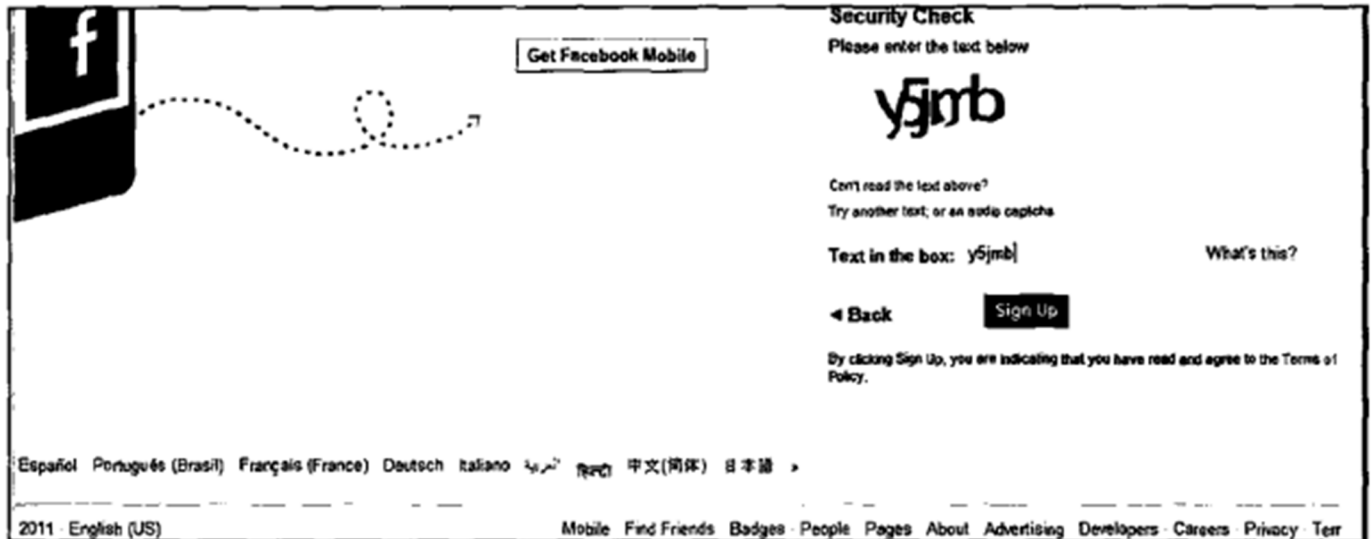 f
Get Facebook Mobile
Security Check
Please enter the text below
y5jmb
Can't read the text above?
Try another text; or an audio captcha
Text in the box: y5jmb What's this?
◄ Back Sign Up
By clicking Sign Up, you are indicating that you have read and agree to the Terms of
Policy.
Español Português (Brasil) Français (France) Deutsch Italiano العربية हिन्दी 中文(简体) 日本語 »
2011 · English (US) Mobile · Find Friends · Badges · People · Pages · About · Advertising · Developers · Careers · Privacy · Terr